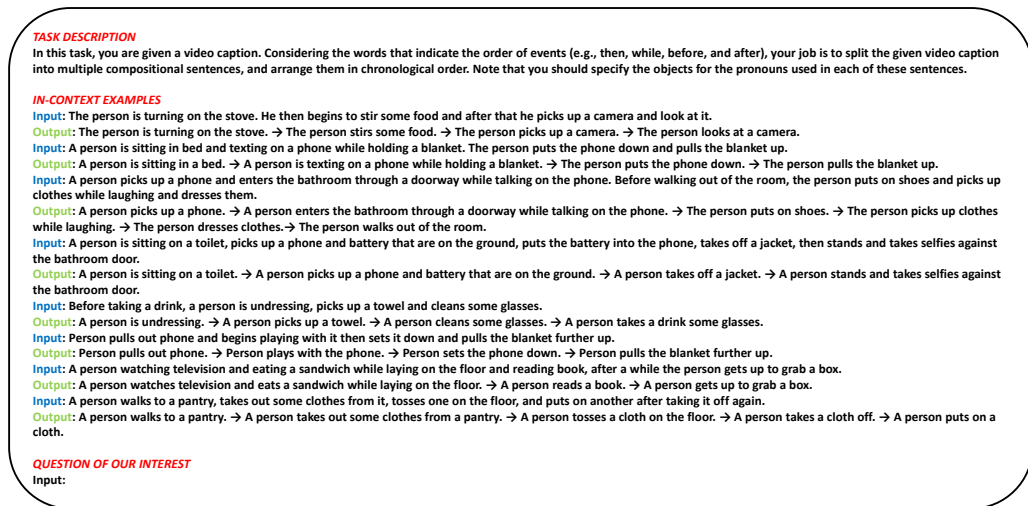 TASK DESCRIPTION
In this task, you are given a video caption. Considering the words that indicate the order of events (e.g., then, while, before, and after), your job is to split the given video caption
into multiple compositional sentences, and arrange them in chronological order. Note that you should specify the objects for the pronouns used in each of these sentences.
IN-CONTEXT EXAMPLES
Input: The person is turning on the stove. He then begins to stir some food and after that he picks up a camera and look at it.
Output: The person is turning on the stove. → The person stirs some food. → The person picks up a camera. → The person looks at a camera.
Input: A person is sitting in bed and texting on a phone while holding a blanket. The person puts the phone down and pulls the blanket up.
Output: A person is sitting in a bed. → A person is texting on a phone while holding a blanket. → The person puts the phone down. → The person pulls the blanket up.
Input: A person picks up a phone and enters the bathroom through a doorway while talking on the phone. Before walking out of the room, the person puts on shoes and picks up
clothes while laughing and dresses them.
Output: A person picks up a phone. → A person enters the bathroom through a doorway while talking on the phone. → The person puts on shoes. → The person picks up clothes
while laughing. → The person dresses clothes.→ The person walks out of the room.
Input: A person is sitting on a toilet, picks up a phone and battery that are on the ground, puts the battery into the phone, takes off a jacket, then stands and takes selfies against
the bathroom door.
Output: A person is sitting on a toilet. → A person picks up a phone and battery that are on the ground. → A person takes off a jacket. → A person stands and takes selfies against
the bathroom door.
Input: Before taking a drink, a person is undressing, picks up a towel and cleans some glasses.
Output: A person is undressing. → A person picks up a towel. → A person cleans some glasses. → A person takes a drink some glasses.
Input: Person pulls out phone and begins playing with it then sets it down and pulls the blanket further up.
Output: Person pulls out phone. → Person plays with the phone. → Person sets the phone down. → Person pulls the blanket further up.
Input: A person watching television and eating a sandwich while laying on the floor and reading book, after a while the person gets up to grab a box.
Output: A person watches television and eats a sandwich while laying on the floor. → A person reads a book. → A person gets up to grab a box.
Input: A person walks to a pantry, takes out some clothes from it, tosses one on the floor, and puts on another after taking it off again.
Output: A person walks to a pantry. → A person takes out some clothes from a pantry. → A person tosses a cloth on the floor. → A person takes a cloth off. → A person puts on a
cloth.
QUESTION OF OUR INTEREST
Input: